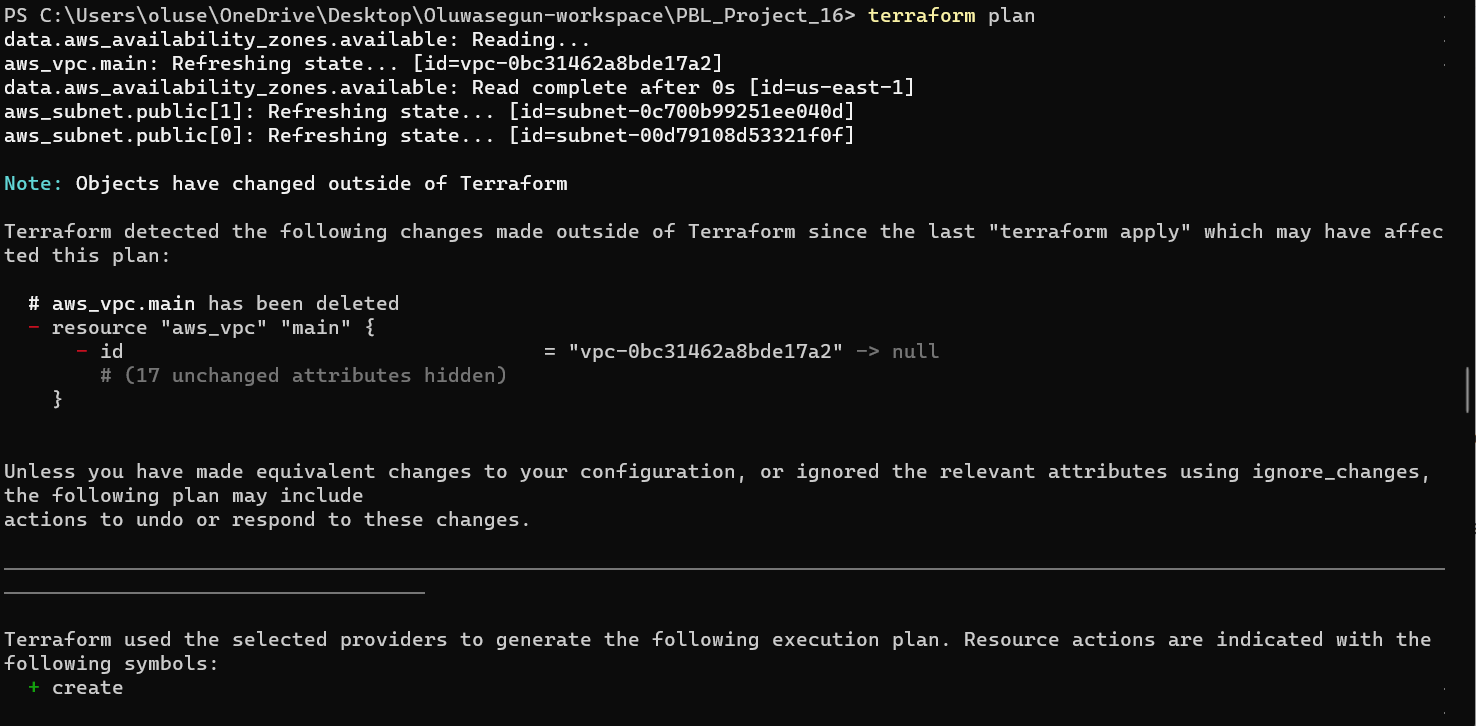 PS C:\Users\oluse\OneDrive\Desktop\Oluwasegun-workspace\PBL_Project_16> terraform plan
data.aws_availability_zones.available: Reading...
aws_vpc.main: Refreshing state... [id=vpc-0bc31462a8bde17a2]
data.aws_availability_zones.available: Read complete after 0s [id=us-east-1]
aws_subnet.public[1]: Refreshing state... [id=subnet-0c700b99251ee040d]
aws_subnet.public[0]: Refreshing state... [id=subnet-00d79108d53321f0f]
Note: Objects have changed outside of Terraform
Terraform detected the following changes made outside of Terraform since the last "terraform apply" which may have affec
ted this plan:
# aws_vpc.main has been deleted
- resource "aws_vpc" "main" {
- id = "vpc-0bc31462a8bde17a2" -> null
# (17 unchanged attributes hidden)
}
Unless you have made equivalent changes to your configuration, or ignored the relevant attributes using ignore_changes,
the following plan may include
actions to undo or respond to these changes.
Terraform used the selected providers to generate the following execution plan. Resource actions are indicated with the
following symbols:
+ create